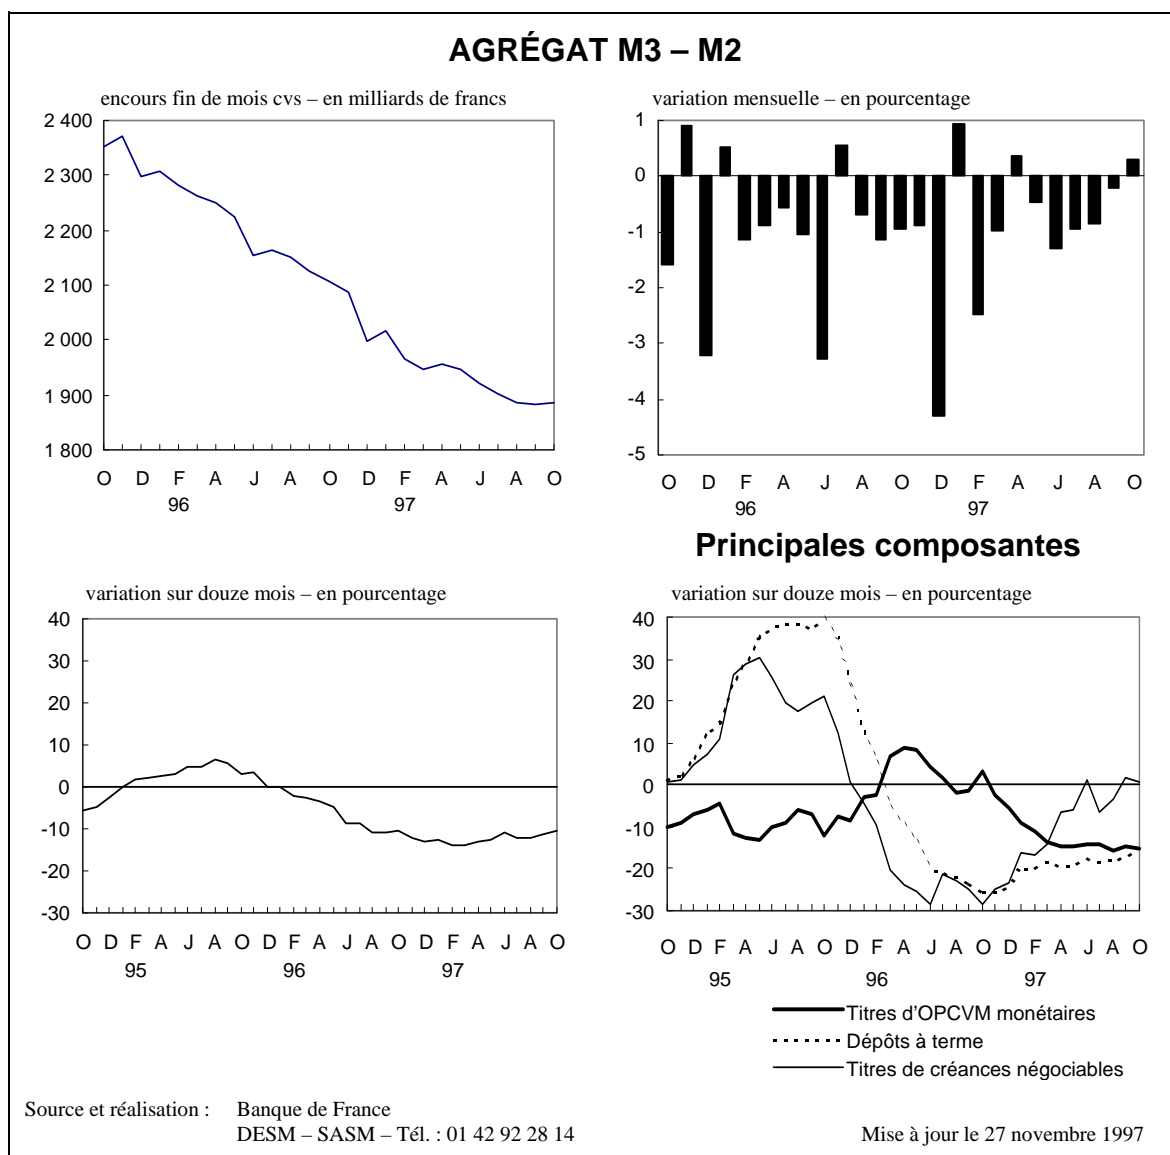 AGRÉGAT M3 – M2
encours fin de mois cvs – en milliards de francs
2 400
2 300
2 200
2 100
2 000
1 900
1 800
O D F A J A O D F A J A O
96 97
variation mensuelle – en pourcentage
1
0
-1
-2
-3
-4
-5
O D F A J A O D F A J A O
96 97
variation sur douze mois – en pourcentage
40
30
20
10
0
-10
-20
-30
O D F A J A O D F A J A O D F A J A O
95 96 97
Principales composantes
variation sur douze mois – en pourcentage
40
30
20
10
0
-10
-20
-30
O D F A J A O D F A J O D F A J A O
95 96 97
Titres d'OPCVM monétaires
Dépôts à terme
Titres de créances négociables
Source et réalisation : Banque de France
DESM – SASM – Tél. : 01 42 92 28 14
Mise à jour le 27 novembre 1997